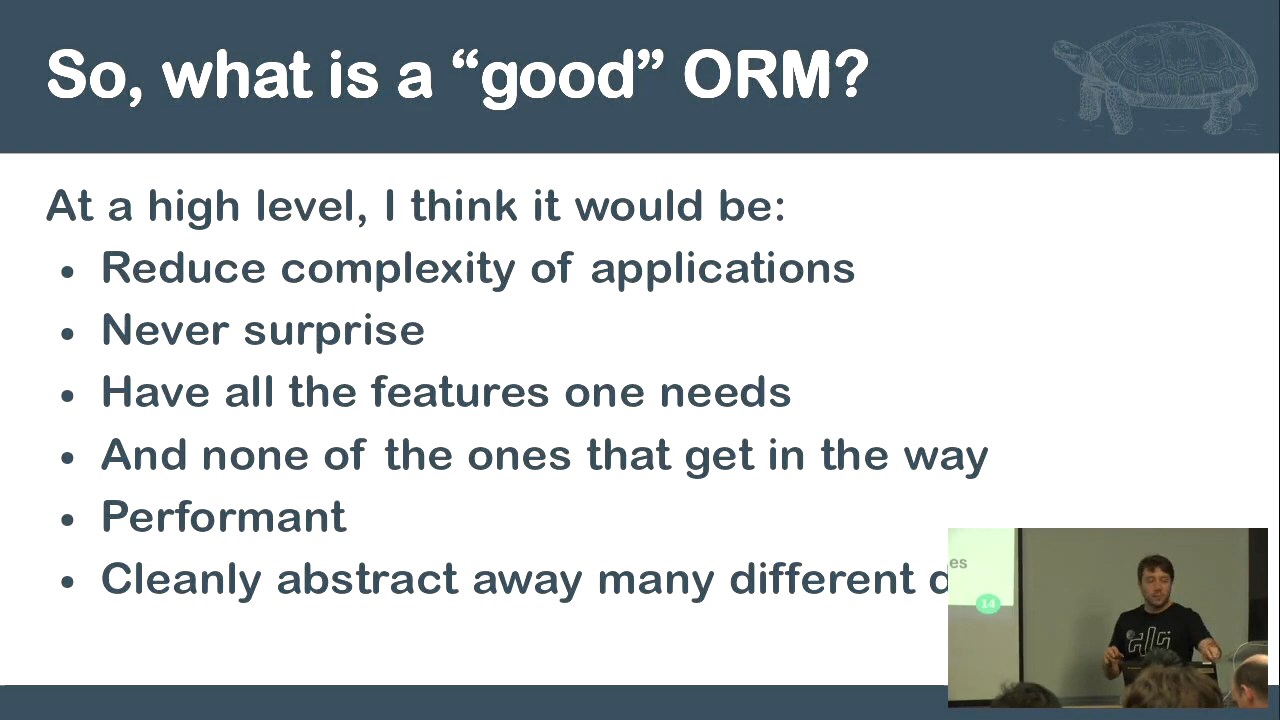 So, what is a “good” ORM?
At a high level, I think it would be:
• Reduce complexity of applications
• Never surprise
• Have all the features one needs
• And none of the ones that get in the way
• Performant
• Cleanly abstract away many different
es
14